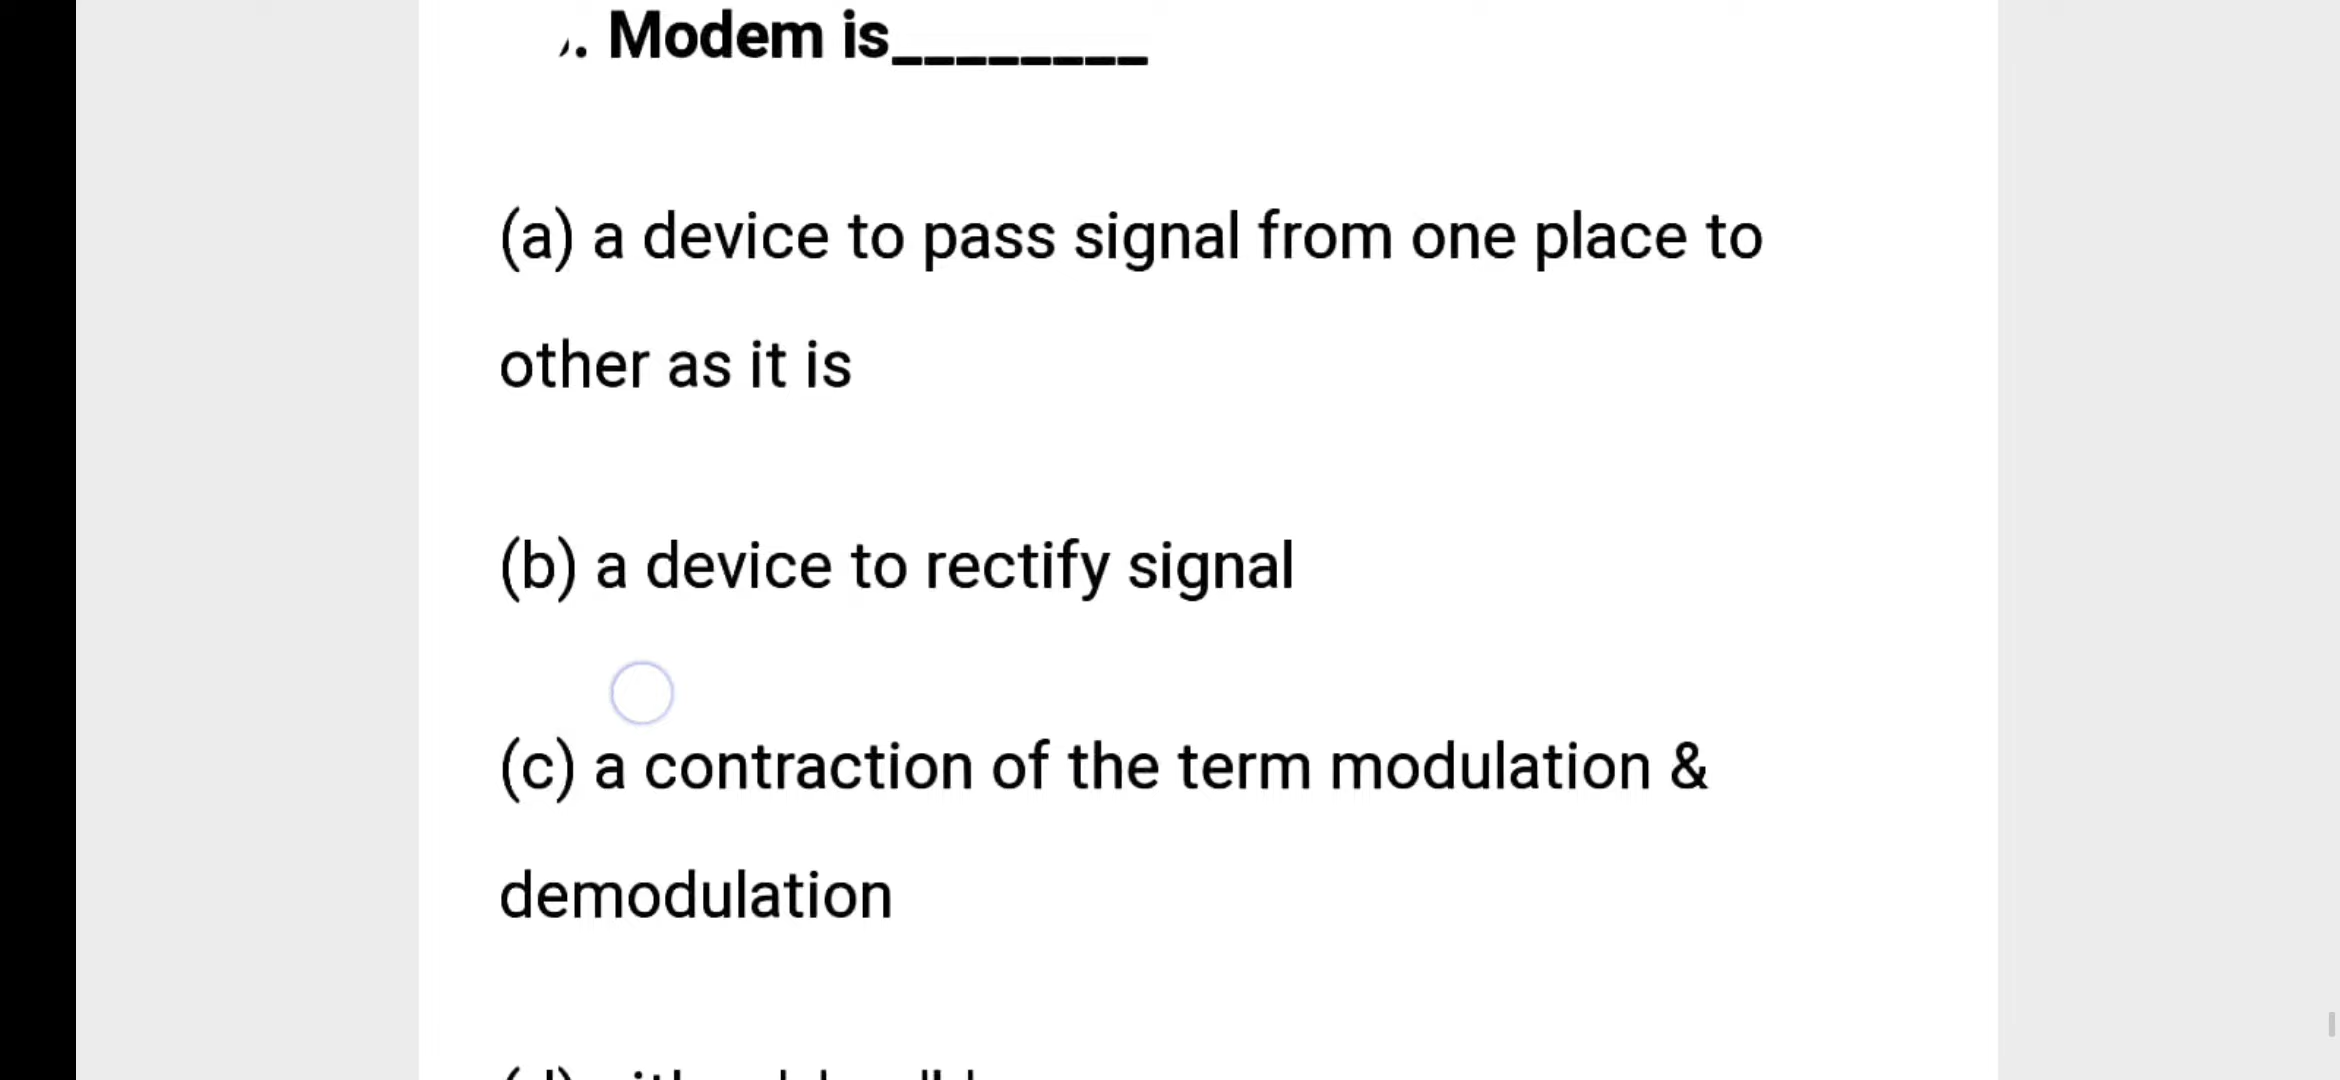 . Modem is________
(a) a device to pass signal from one place to
other as it is
(b) a device to rectify signal
(c) a contraction of the term modulation &
demodulation